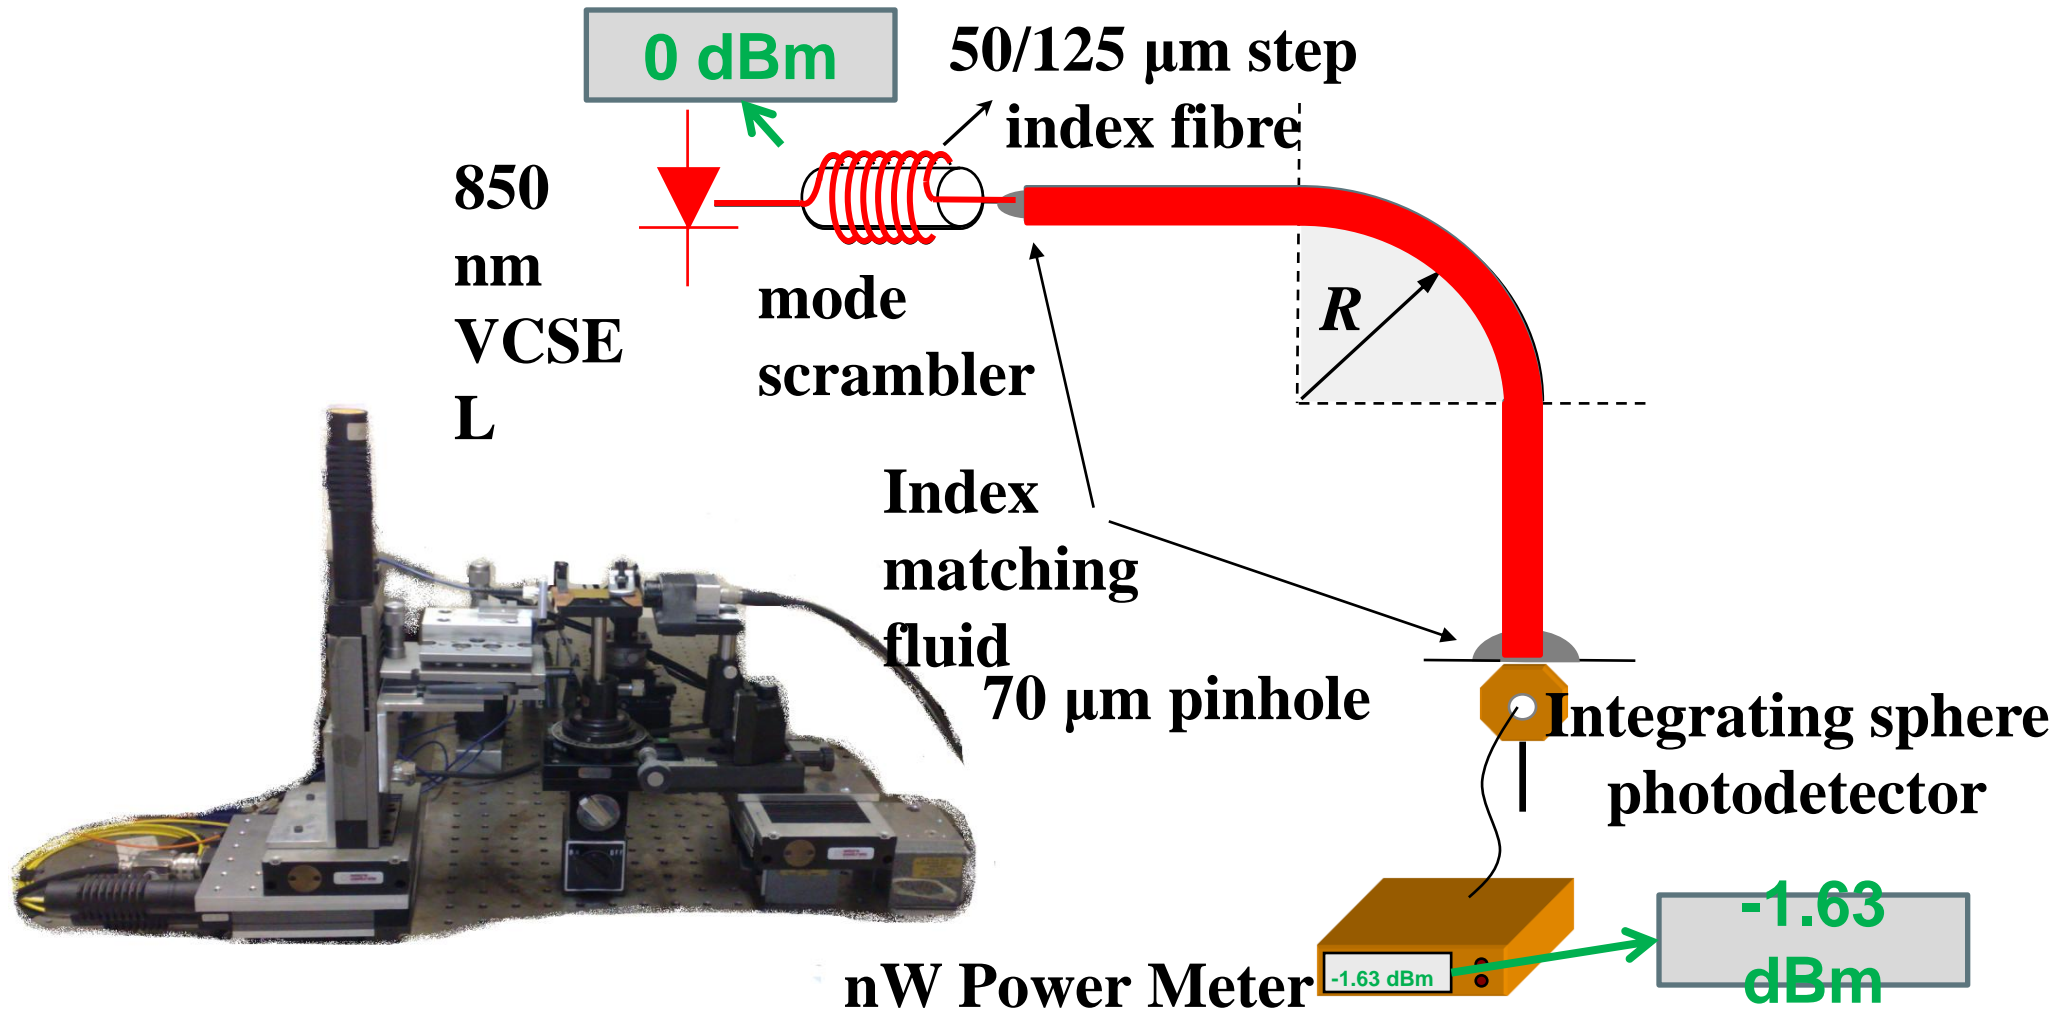 0 dBm
50/125 µm step
index fibre
850
nm
VCSE
L
mode
scrambler
R
Index
matching
fluid
70 µm pinhole
Integrating sphere
photodetector
-1.63
dBm
-1.63 dBm
nW Power Meter